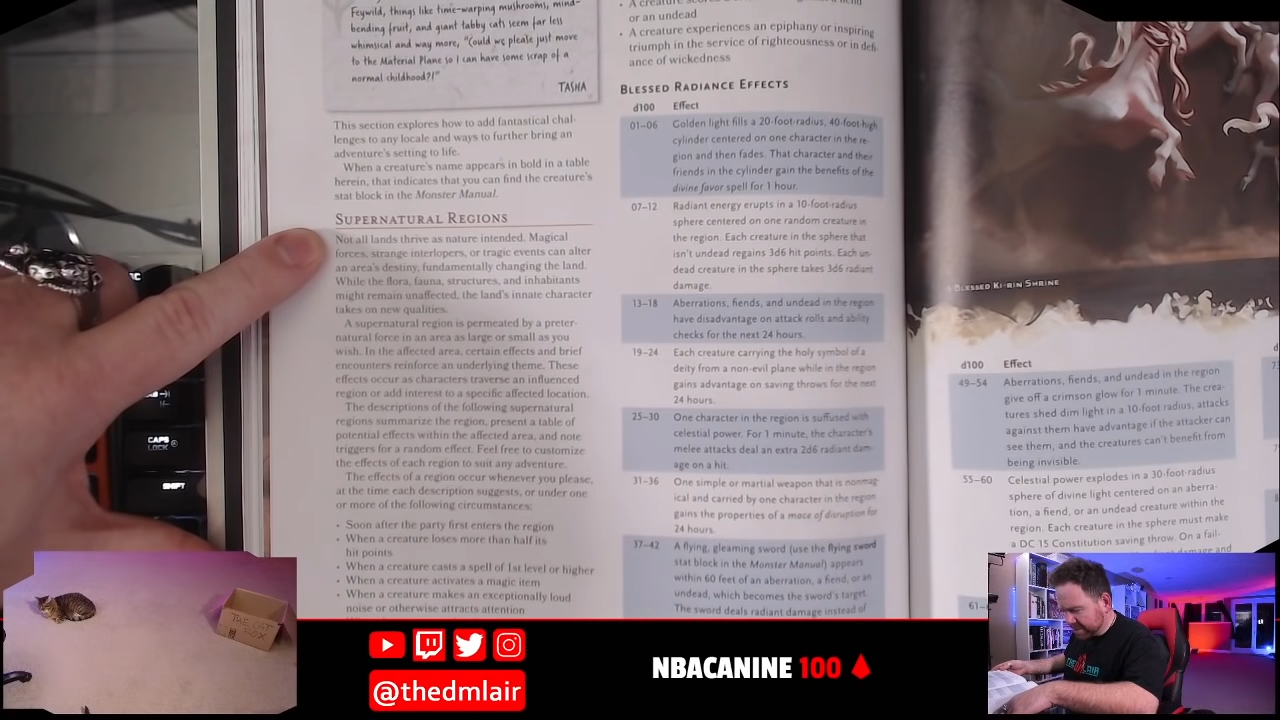 Feywild, things like time-warping mushrooms, mind-
bending fruit, and giant tabby cats seem far less
whimsical and way more, "Could we please just move
to the Material Plane so I can have some scrap of a
normal childhood?!"
TASHA
This section explores how to add fantastical chal-
lenges to any locale and ways to further bring an
adventure's setting to life.
When a creature's name appears in bold in a table
herein, that indicates that you can find the creature's
stat block in the Monster Manual.
SUPERNATURAL REGIONS
Not all lands thrive as nature intended. Magical
forces, strange interlopers, or tragic events can alter
an area's destiny, fundamentally changing the land.
While the flora, fauna, structures, and inhabitants
might remain unaffected, the land's innate character
takes on new qualities.
A supernatural region is permeated by a preter-
natural force in an area as large or small as you
wish. In the affected area, certain effects and brief
encounters reinforce an underlying theme. These
effects occur as characters traverse an influenced
region or add interest to a specific affected location.
The descriptions of the following supernatural
regions summarize the region, present a table of
potential effects within the affected area, and note
triggers for a random effect. Feel free to customize
the effects of each region to suit any adventure.
The effects of a region occur whenever you please,
at the time each description suggests, or under one
or more of the following circumstances:
• Soon after the party first enters the region
• When a creature loses more than half its
hit points
• When a creature casts a spell of 1st level or higher
• When a creature activates a magic item
• When a creature makes an exceptionally loud
noise or otherwise attracts attention
or an undead
• A creature experiences an epiphany or inspiring
triumph in the service of righteousness or in defi-
ance of wickedness
BLESSED RADIANCE EFFECTS
d100 Effect
01–06 Golden light fills a 20-foot-radius, 40-foot-high
cylinder centered on one character in the re-
gion and then fades. That character and their
friends in the cylinder gain the benefits of the
divine favor spell for 1 hour.
07–12 Radiant energy erupts in a 10-foot-radius
sphere centered on one random creature in
the region. Each creature in the sphere that
isn't undead regains 3d6 hit points. Each un-
dead creature in the sphere takes 3d6 radiant
damage.
13–18 Aberrations, fiends, and undead in the region
have disadvantage on attack rolls and ability
checks for the next 24 hours.
19–24 Each creature carrying the holy symbol of a
deity from a non-evil plane while in the region
gains advantage on saving throws for the next
24 hours.
25–30 One character in the region is suffused with
celestial power. For 1 minute, the character's
melee attacks deal an extra 2d6 radiant dam-
age on a hit.
31–36 One simple or martial weapon that is nonmag-
ical and carried by one character in the region
gains the properties of a mace of disruption for
24 hours.
37–42 A flying, gleaming sword (use the flying sword
stat block in the Monster Manual) appears
within 60 feet of an aberration, a fiend, or an
undead, which becomes the sword's target.
The sword deals radiant damage instead of
BLESSED KI-RIN SHRINE
d100 Effect
49–54 Aberrations, fiends, and undead in the region
give off a crimson glow for 1 minute. The crea-
tures shed dim light in a 10-foot radius, attacks
against them have advantage if the attacker can
see them, and the creatures can't benefit from
being invisible.
55–60 Celestial power explodes in a 30-foot-radius
sphere of divine light centered on an aberra-
tion, a fiend, or an undead creature within the
region. Each creature in the sphere must make
a DC 15 Constitution saving throw. On a fail-
CAPS
LOCK
SHIFT
THE CAT
BOX
@thedmlair
NBACANINE 100